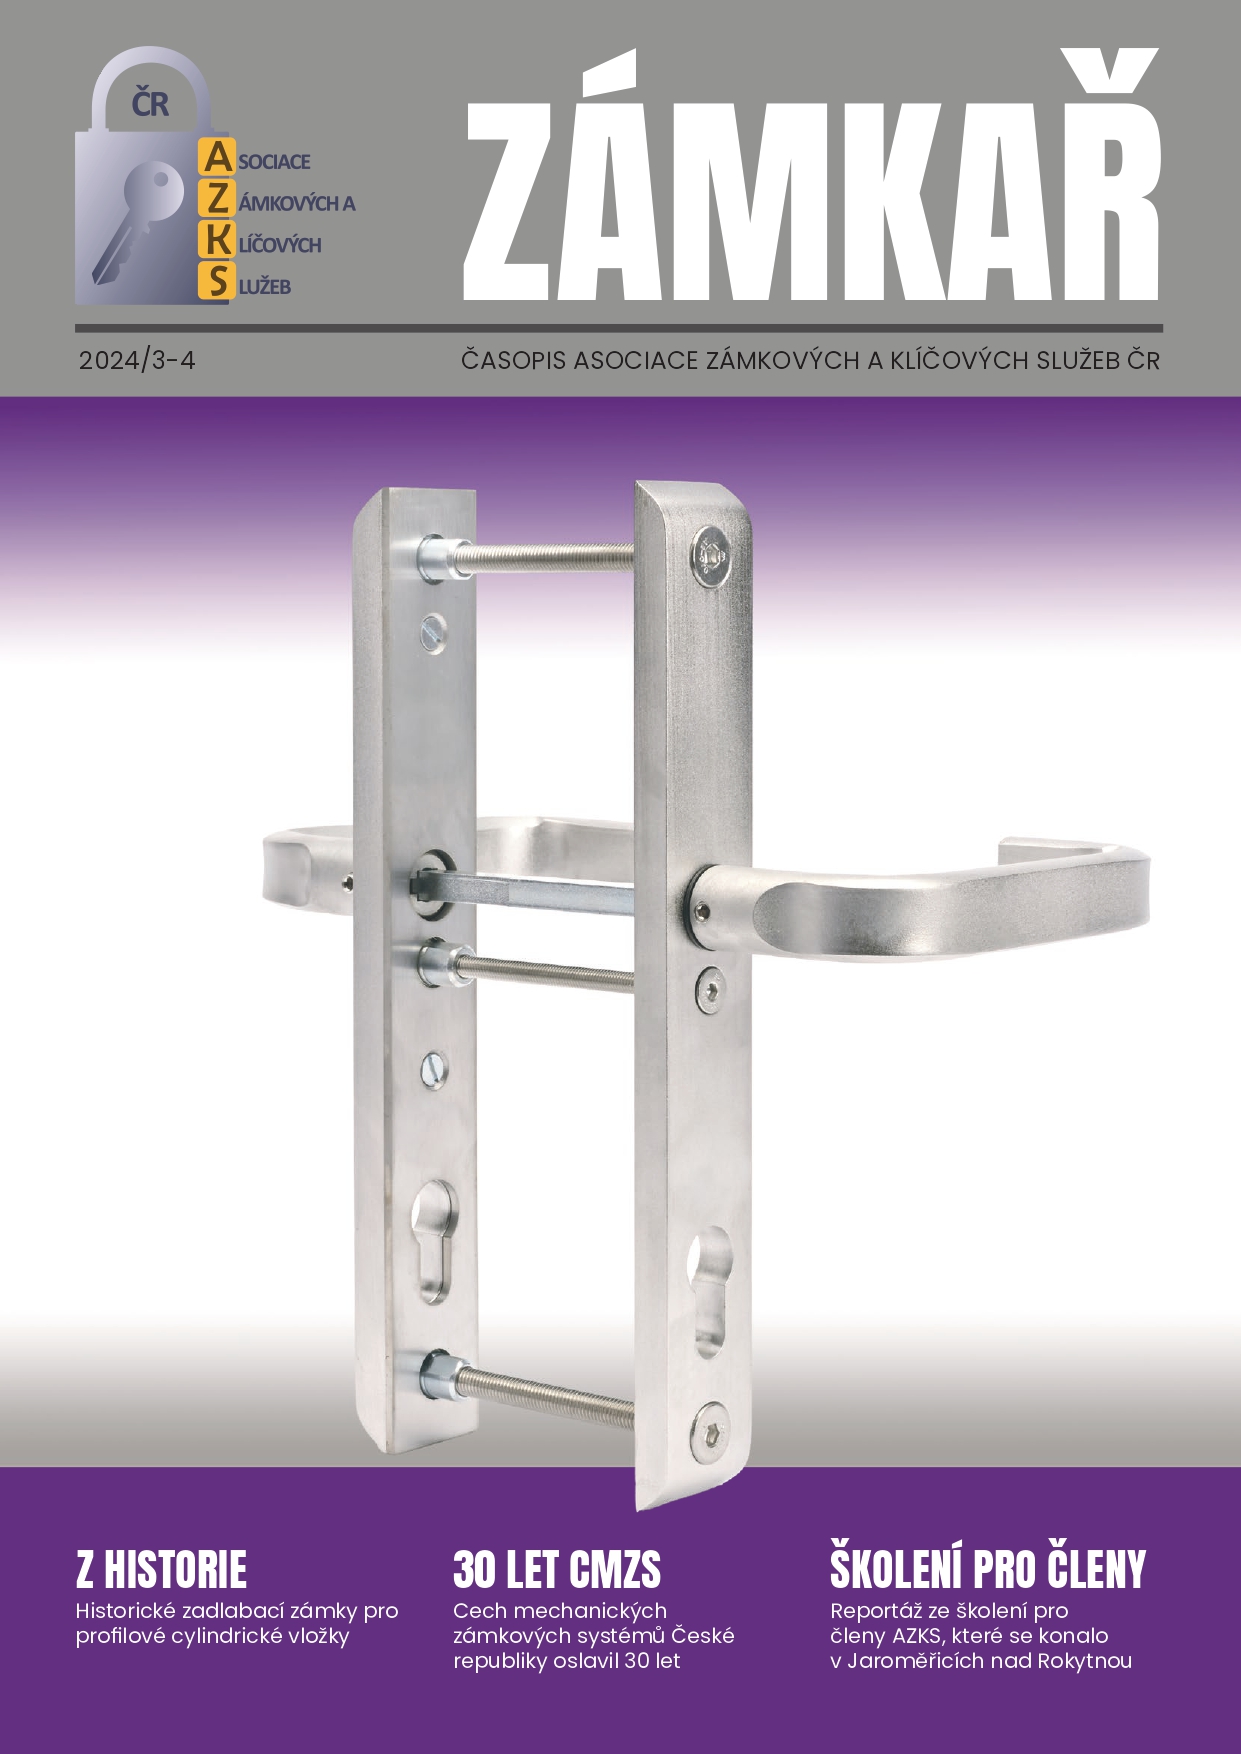 ČR
ASOCIACE
ZÁMKOVÝCH A
KLÍČOVÝCH
SLUŽEB
ZÁMKAŘ
2024/3-4
ČASOPIS ASOCIACE ZÁMKOVÝCH A KLÍČOVÝCH SLUŽEB ČR
Z HISTORIE
Historické zadlabací zámky pro
profilové cylindrické vložky
30 LET CMZS
Cech mechanických
zámkových systémů České
republiky oslavil 30 let
ŠKOLENÍ PRO ČLENY
Reportáž ze školení pro
členy AZKS, které se konalo
v Jaroměřicích nad Rokytnou